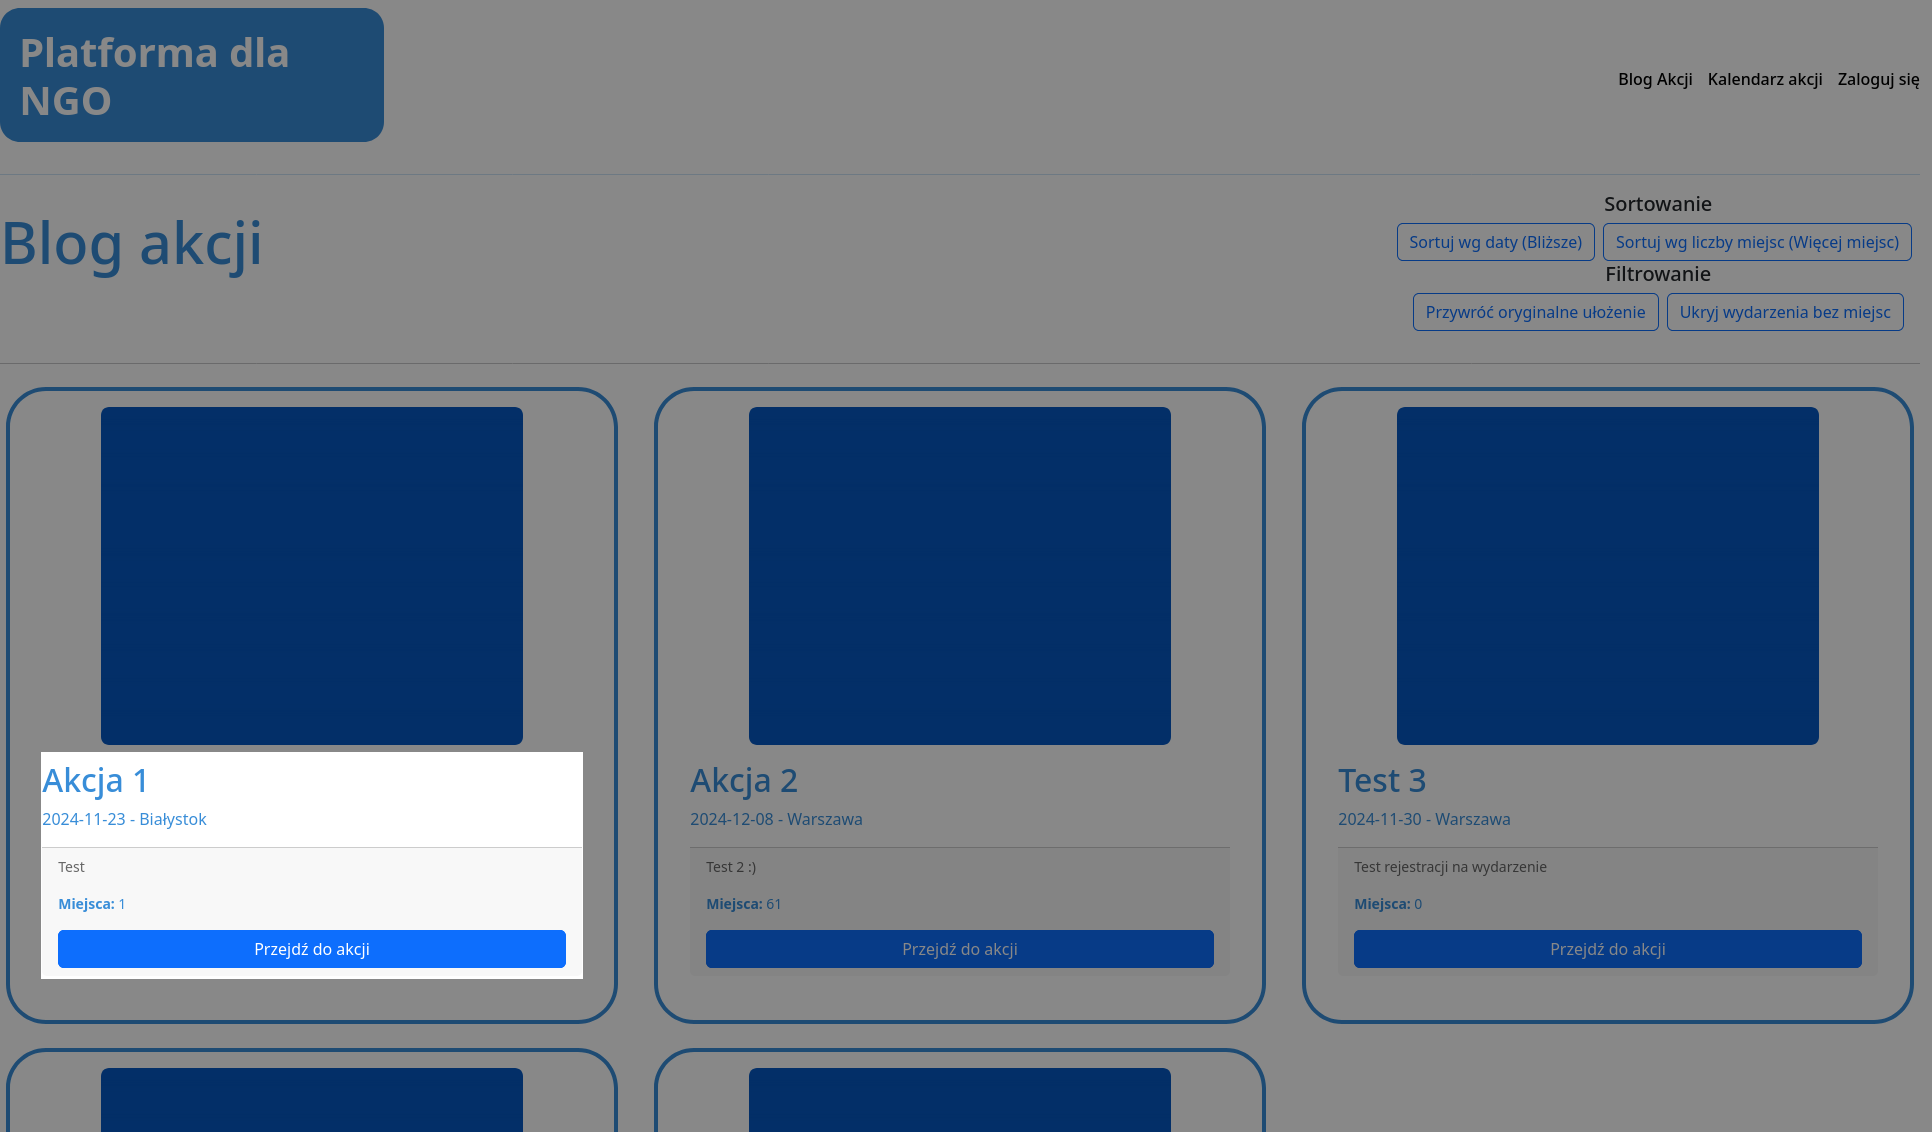 Platforma dla
NGO
Blog Akcji Kalendarz akcji Zaloguj się
Blog akcji
Sortowanie
Sortuj wg daty (Bliższe) Sortuj wg liczby miejsc (Więcej miejsc)
Filtrowanie
Przywróć oryginalne ułożenie Ukryj wydarzenia bez miejsc
Akcja 1
2024-11-23 - Białystok
Test
Miejsca: 1
Przejdź do akcji
Akcja 2
2024-12-08 - Warszawa
Test 2 :)
Miejsca: 61
Przejdź do akcji
Test 3
2024-11-30 - Warszawa
Test rejestracji na wydarzenie
Miejsca: 0
Przejdź do akcji